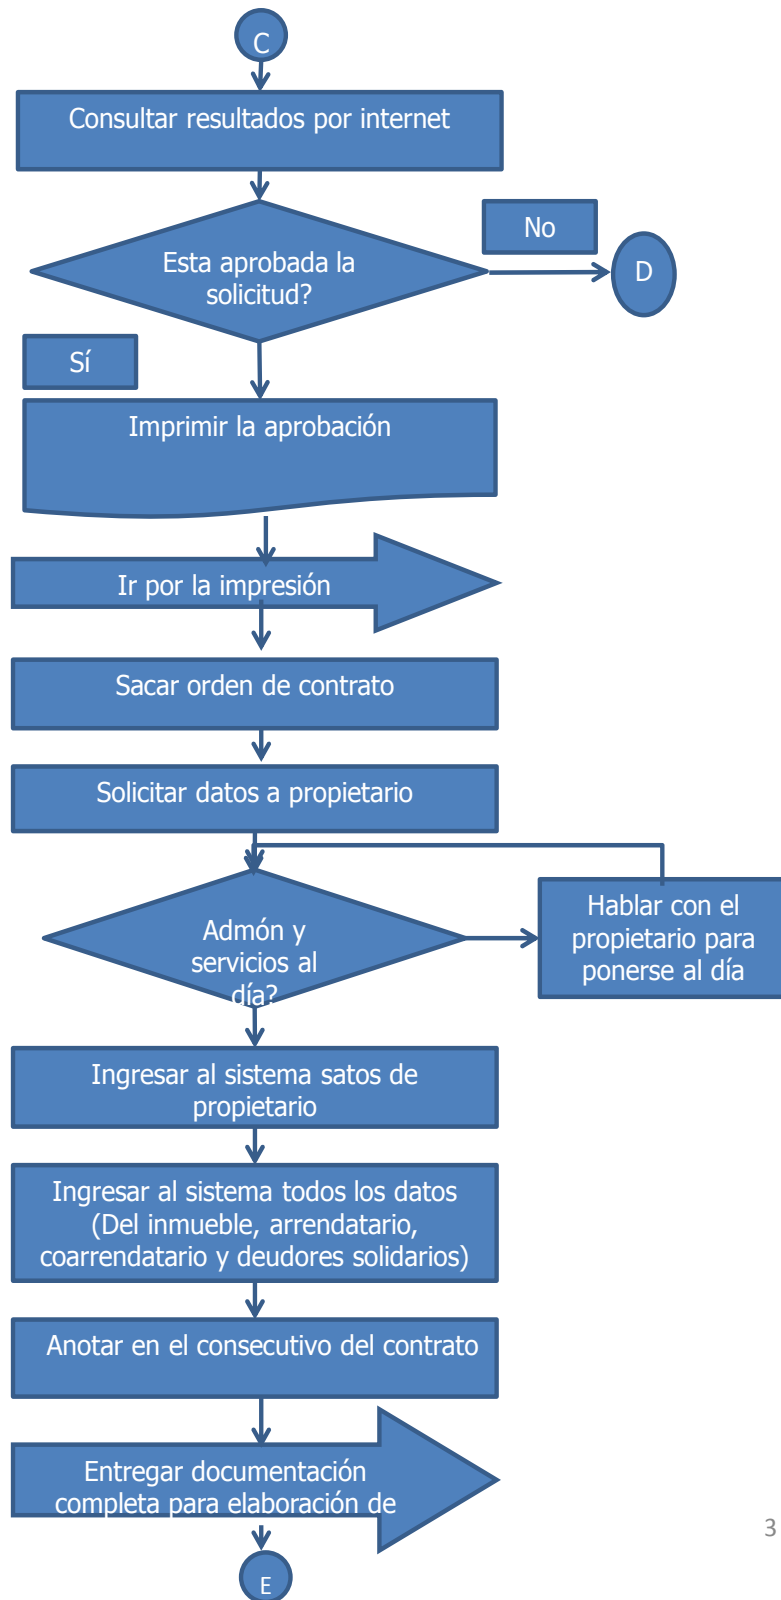 C
Consultar resultados por internet
No
Esta aprobada la
solicitud?
D
Sí
Imprimir la aprobación
Ir por la impresión
Sacar orden de contrato
Solicitar datos a propietario
Admón y
servicios al
día?
Hablar con el
propietario para
ponerse al día
Ingresar al sistema satos de
propietario
Ingresar al sistema todos los datos
(Del inmueble, arrendatario,
coarrendatario y deudores solidarios)
Anotar en el consecutivo del contrato
Entregar documentación
completa para elaboración de
3
E